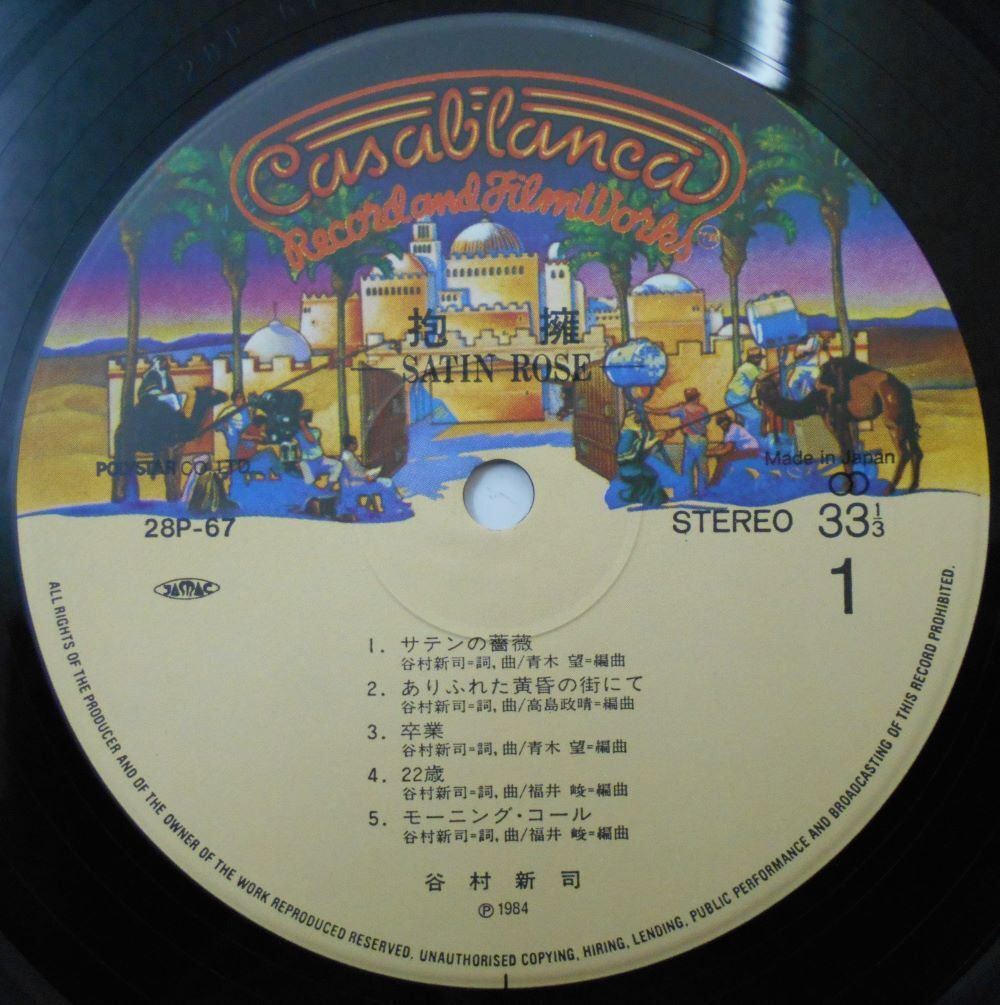 Casablanca
Record and FilmWorks
TM
抱擁
SATIN ROSE
POLYSTAR CO., LTD.
Made in Japan
28P-67
STEREO 33 1/3
JASRAC
1
1. サテンの薔薇
谷村新司=詞,曲/青木 望=編曲
2. ありふれた黄昏の街にて
谷村新司=詞,曲/高島政晴=編曲
3. 卒業
谷村新司=詞,曲/青木 望=編曲
4. 22歳
谷村新司=詞,曲/福井 峻=編曲
5. モーニング・コール
谷村新司=詞,曲/福井 峻=編曲
谷村新司
Ⓟ1984
ALL RIGHTS OF THE PRODUCER AND OF THE OWNER OF THE WORK REPRODUCED RESERVED. UNAUTHORISED COPYING, HIRING, LENDING, PUBLIC PERFORMANCE AND BROADCASTING OF THIS RECORD PROHIBITED.